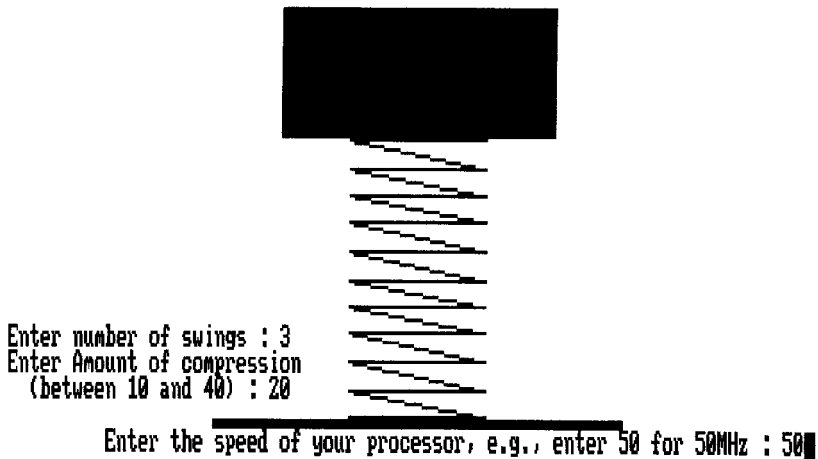 Enter number of swings : 3
Enter Amount of compression
(between 10 and 40) : 20
Enter the speed of your processor, e.g., enter 50 for 50MHz : 50